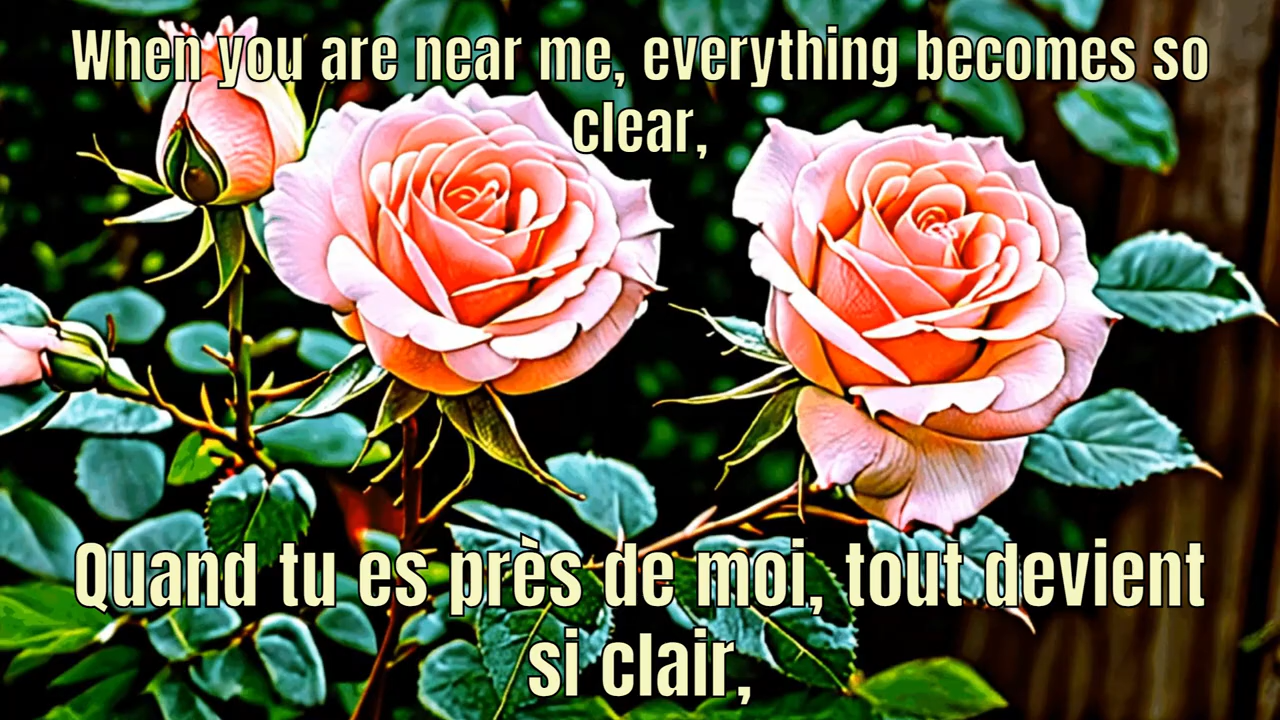 When you are near me, everything becomes so
clear,
Quand tu es près de moi, tout devient
si clair,